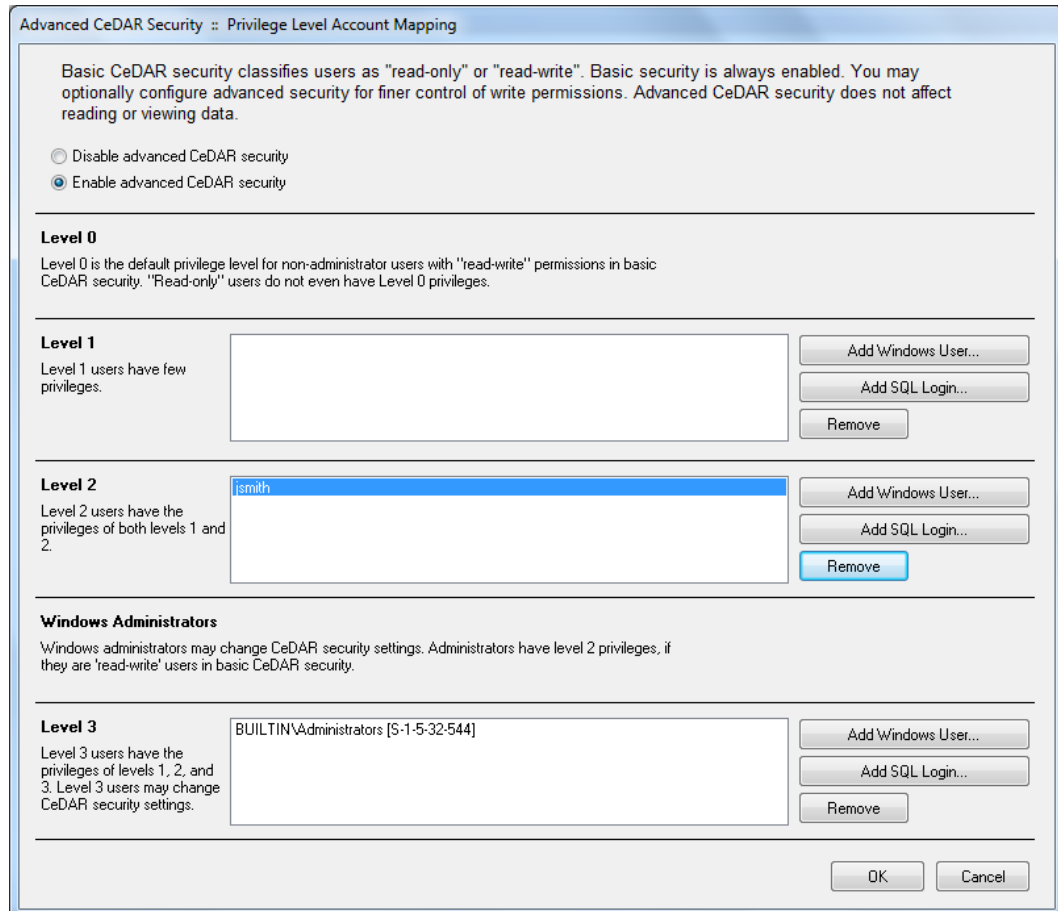 Advanced CeDAR Security :: Privilege Level Account Mapping
Basic CeDAR security classifies users as "read-only" or "read-write". Basic security is always enabled. You may
optionally configure advanced security for finer control of write permissions. Advanced CeDAR security does not affect
reading or viewing data.
Disable advanced CeDAR security
Enable advanced CeDAR security
Level 0
Level 0 is the default privilege level for non-administrator users with "read-write" permissions in basic
CeDAR security. "Read-only" users do not even have Level 0 privileges.
Level 1
Level 1 users have few
privileges.
Add Windows User...
Add SQL Login...
Remove
Level 2
Level 2 users have the
privileges of both levels 1 and
2.
jsmith
Add Windows User...
Add SQL Login...
Remove
Windows Administrators
Windows administrators may change CeDAR security settings. Administrators have level 2 privileges, if
they are 'read-write' users in basic CeDAR security.
Level 3
Level 3 users have the
privileges of levels 1, 2, and
3. Level 3 users may change
CeDAR security settings.
BUILTIN\Administrators [S-1-5-32-544]
Add Windows User...
Add SQL Login...
Remove
OK
Cancel